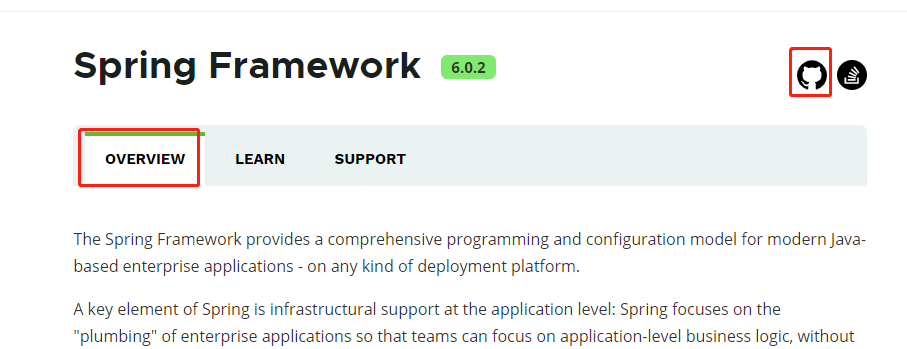 Spring Framework 6.0.2
OVERVIEW LEARN SUPPORT
The Spring Framework provides a comprehensive programming and configuration model for modern Java-
based enterprise applications - on any kind of deployment platform.
A key element of Spring is infrastructural support at the application level: Spring focuses on the
"plumbing" of enterprise applications so that teams can focus on application-level business logic, without